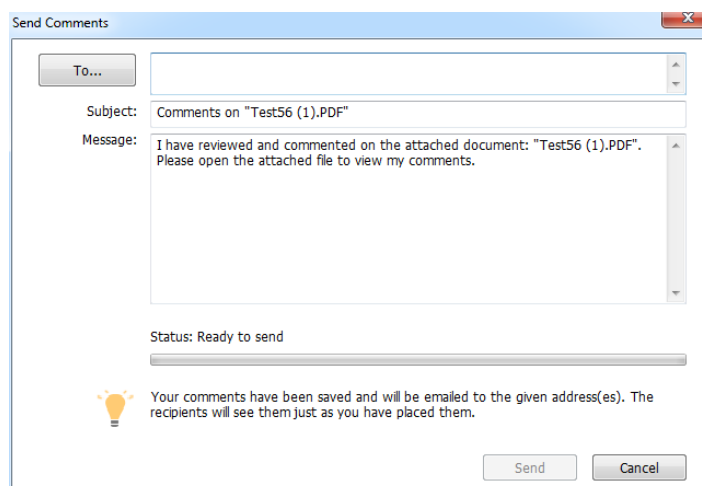 Send Comments
To...
Subject: Comments on "Test56 (1).PDF"
Message: I have reviewed and commented on the attached document: "Test56 (1).PDF".
Please open the attached file to view my comments.
Status: Ready to send
Your comments have been saved and will be emailed to the given address(es). The
recipients will see them just as you have placed them.
Send Cancel